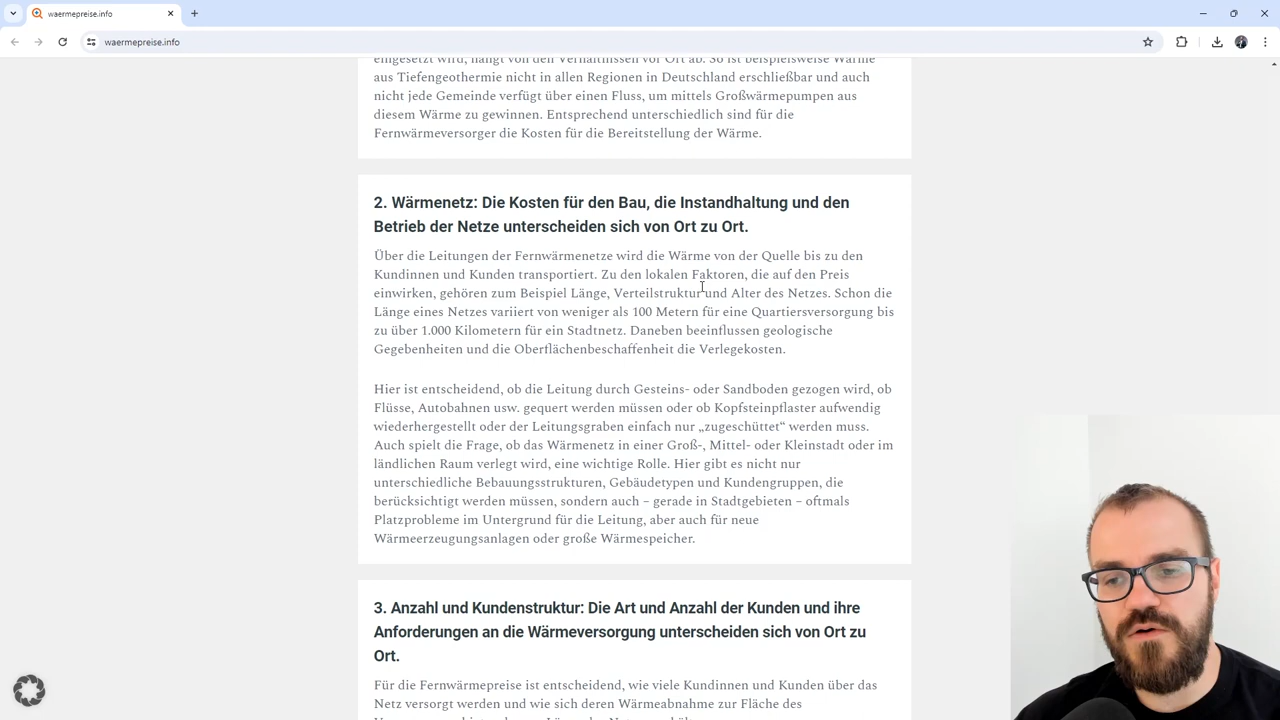 waermepreise.info
waermepreise.info
eingesetzt wird, hängt von den Verhältnissen vor Ort ab. So ist beispielsweise Wärme
aus Tiefengeothermie nicht in allen Regionen in Deutschland erschließbar und auch
nicht jede Gemeinde verfügt über einen Fluss, um mittels Großwärmepumpen aus
diesem Wärme zu gewinnen. Entsprechend unterschiedlich sind für die
Fernwärmeversorger die Kosten für die Bereitstellung der Wärme.
2. Wärmenetz: Die Kosten für den Bau, die Instandhaltung und den
Betrieb der Netze unterscheiden sich von Ort zu Ort.
Über die Leitungen der Fernwärmenetze wird die Wärme von der Quelle bis zu den
Kundinnen und Kunden transportiert. Zu den lokalen Faktoren, die auf den Preis
einwirken, gehören zum Beispiel Länge, Verteilstruktur und Alter des Netzes. Schon die
Länge eines Netzes variiert von weniger als 100 Metern für eine Quartiersversorgung bis
zu über 1.000 Kilometern für ein Stadtnetz. Daneben beeinflussen geologische
Gegebenheiten und die Oberflächenbeschaffenheit die Verlegekosten.
Hier ist entscheidend, ob die Leitung durch Gesteins- oder Sandboden gezogen wird, ob
Flüsse, Autobahnen usw. gequert werden müssen oder ob Kopfsteinpflaster aufwendig
wiederhergestellt oder der Leitungsgraben einfach nur „zugeschüttet“ werden muss.
Auch spielt die Frage, ob das Wärmenetz in einer Groß-, Mittel- oder Kleinstadt oder im
ländlichen Raum verlegt wird, eine wichtige Rolle. Hier gibt es nicht nur
unterschiedliche Bebauungsstrukturen, Gebäudetypen und Kundengruppen, die
berücksichtigt werden müssen, sondern auch – gerade in Stadtgebieten – oftmals
Platzprobleme im Untergrund für die Leitung, aber auch für neue
Wärmeerzeugungsanlagen oder große Wärmespeicher.
3. Anzahl und Kundenstruktur: Die Art und Anzahl der Kunden und ihre
Anforderungen an die Wärmeversorgung unterscheiden sich von Ort zu
Ort.
Für die Fernwärmepreise ist entscheidend, wie viele Kundinnen und Kunden über das
Netz versorgt werden und wie sich deren Wärmeabnahme zur Fläche des